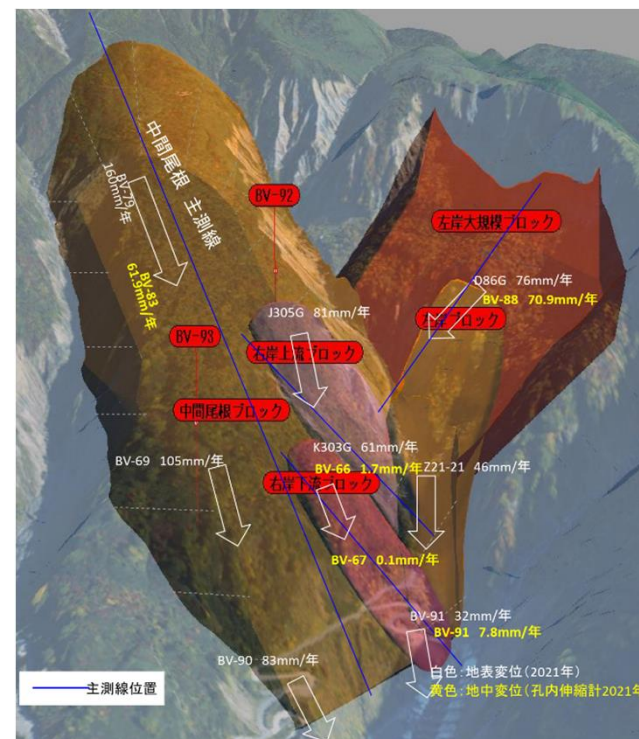 中間尾根 主測線
BV-79
160mm/年
BV-83
61.9mm/年
BV-92
左岸大規模ブロック
D86G 76mm/年
BV-88 70.9mm/年
左岸ブロック
J305G 81mm/年
BV-93
右岸上流ブロック
中間尾根ブロック
K303G 61mm/年
BV-69 105mm/年
BV-66 1.7mm/年
Z21-21 46mm/年
右岸下流ブロック
BV-67 0.1mm/年
BV-91 32mm/年
BV-91 7.8mm/年
BV-90 83mm/年
白色:地表変位(2021年)
黄色:地中変位(孔内伸縮計2021年
主測線位置